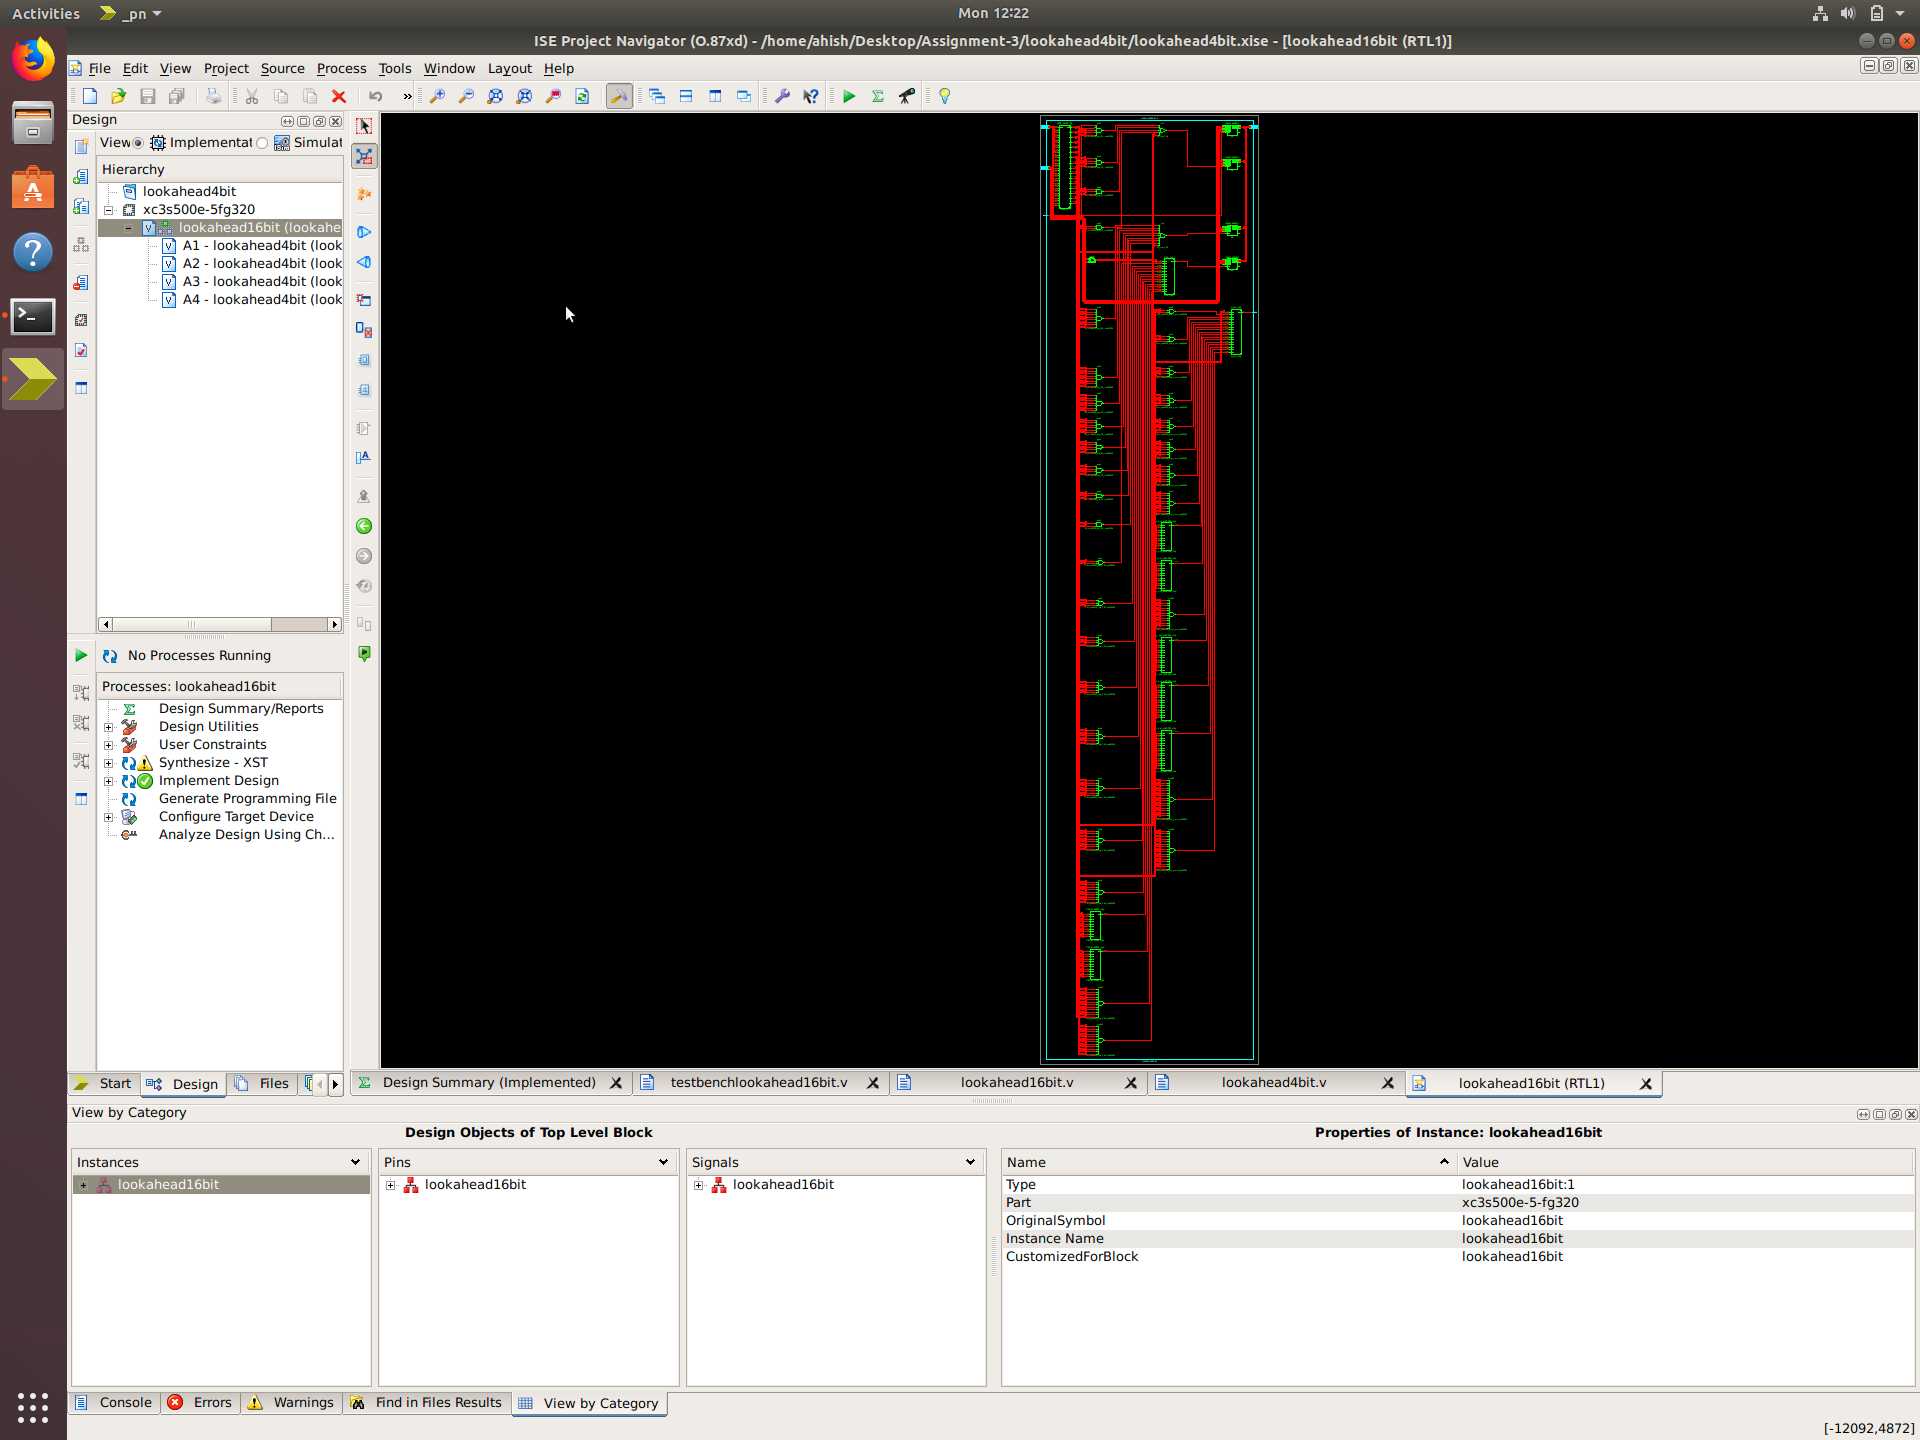 Activities
_pn
Mon 12:22
ISE Project Navigator (O.87xd) - /home/ahish/Desktop/Assignment-3/lookahead4bit/lookahead4bit.xise - [lookahead16bit (RTL1)]
File Edit View Project Source Process Tools Window Layout Help
Design
View Implementat Simulat
Hierarchy
lookahead4bit
xc3s500e-5fg320
lookahead16bit (lookahe
A1 - lookahead4bit (look
A2 - lookahead4bit (look
A3 - lookahead4bit (look
A4 - lookahead4bit (look
No Processes Running
Processes: lookahead16bit
Design Summary/Reports
Design Utilities
User Constraints
Synthesize - XST
Implement Design
Generate Programming File
Configure Target Device
Analyze Design Using Ch...
Start Design Files
Design Summary (Implemented) testbenchlookahead16bit.v lookahead16bit.v lookahead4bit.v lookahead16bit (RTL1)
View by Category
Design Objects of Top Level Block
Properties of Instance: lookahead16bit
Instances Pins Signals Name Value
lookahead16bit lookahead16bit lookahead16bit
Type lookahead16bit:1
Part xc3s500e-5-fg320
OriginalSymbol lookahead16bit
Instance Name lookahead16bit
CustomizedForBlock lookahead16bit
Console Errors Warnings Find in Files Results View by Category
[-12092,4872]